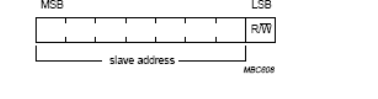 MSB LSB
R/W̅
slave address
MBC608